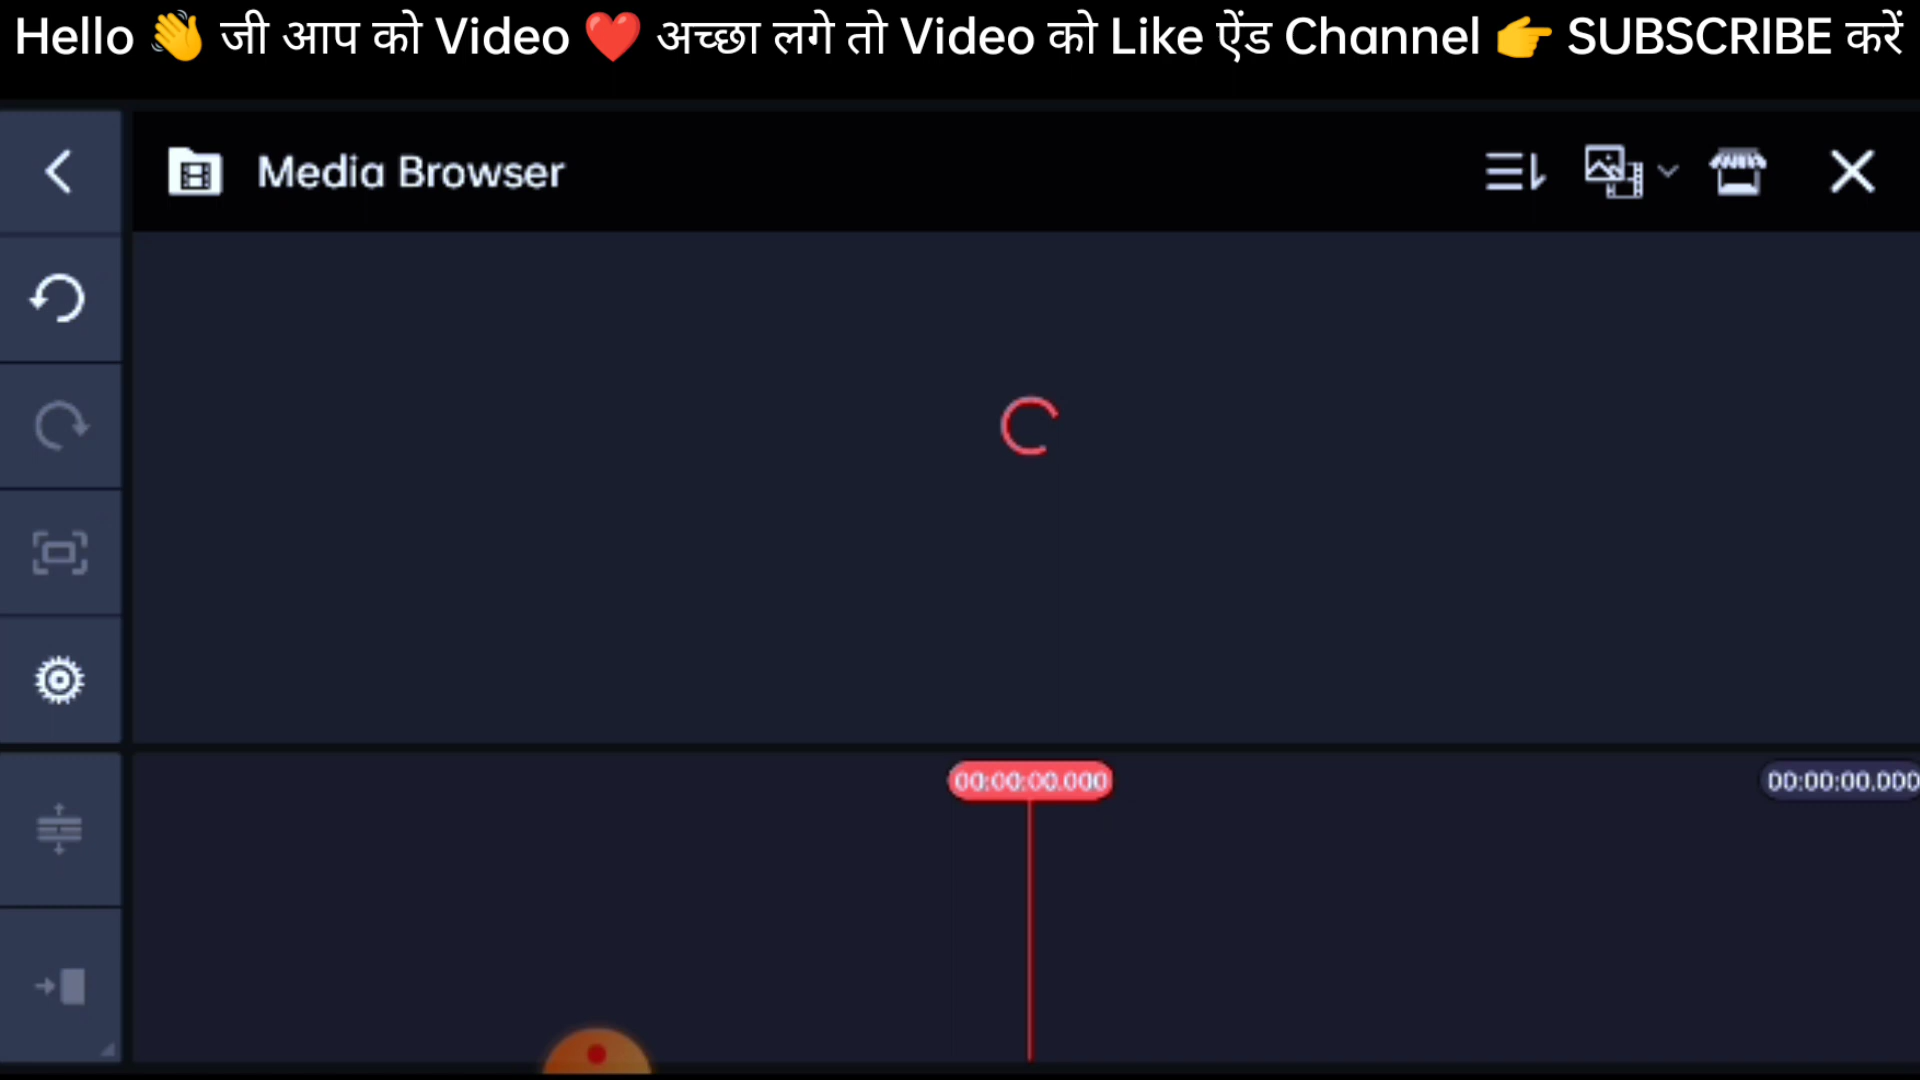 Hello 👋 जी आप को Video ❤️ अच्छा लगे तो Video को Like ऐंड Channel 👉 SUBSCRIBE करें
Media Browser
00:00:00.000
00:00:00.000